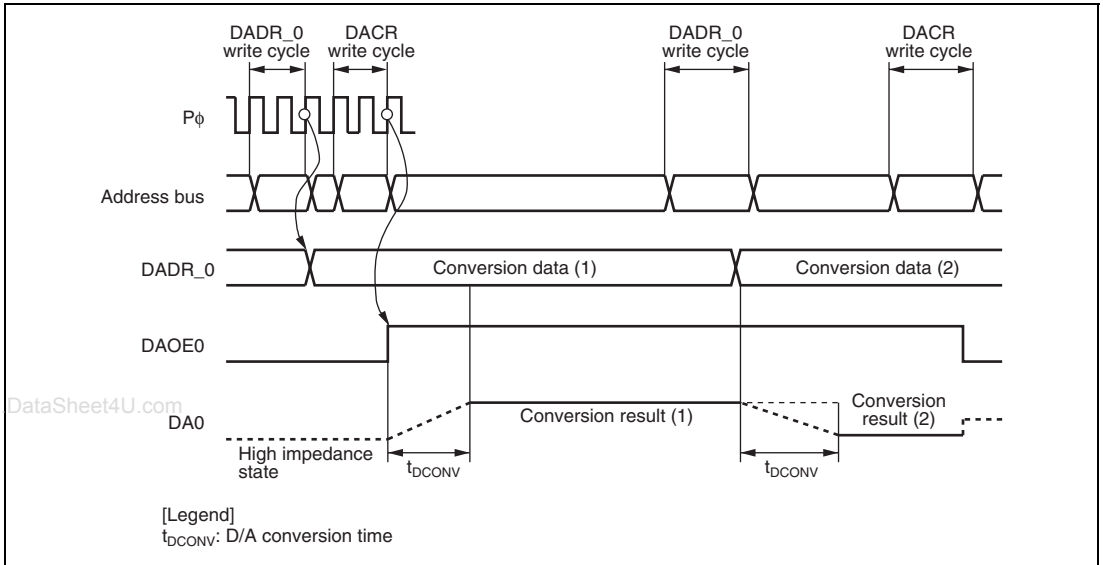 DADR_0
write cycle
DACR
write cycle
DADR_0
write cycle
DACR
write cycle
Pϕ
Address bus
DADR_0
Conversion data (1)
Conversion data (2)
DAOE0
DataSheet4U.com
DA0
Conversion result (1)
Conversion
result (2)
High impedance
state
tDCONV
tDCONV
[Legend]
tDCONV: D/A conversion time